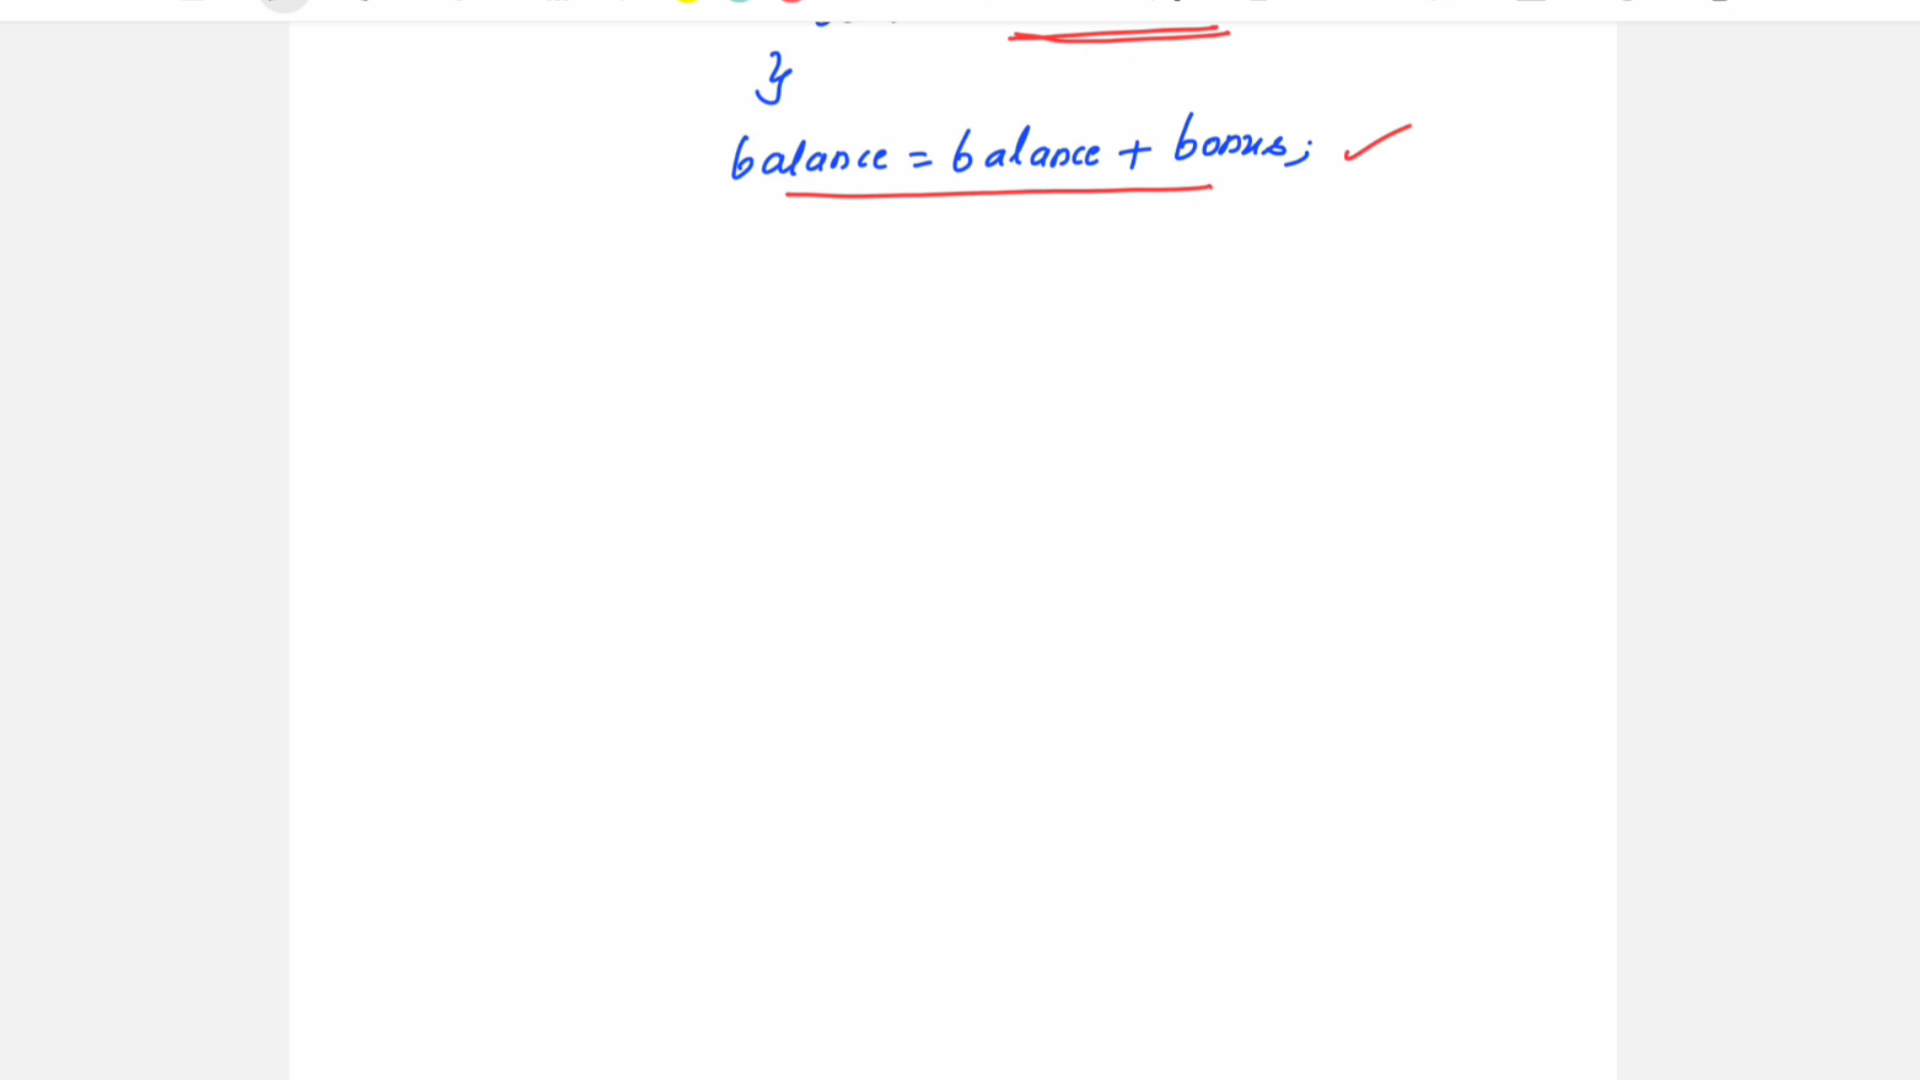 }
balance = balance + bonus;